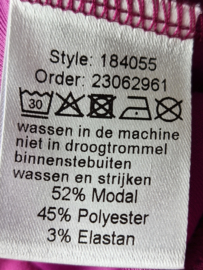 Style: 184055
Order: 23062961
30
wassen in de machine
niet in droogtrommel
binnenstebuiten
wassen en strijken
52% Modal
45% Polyester
3% Elastan